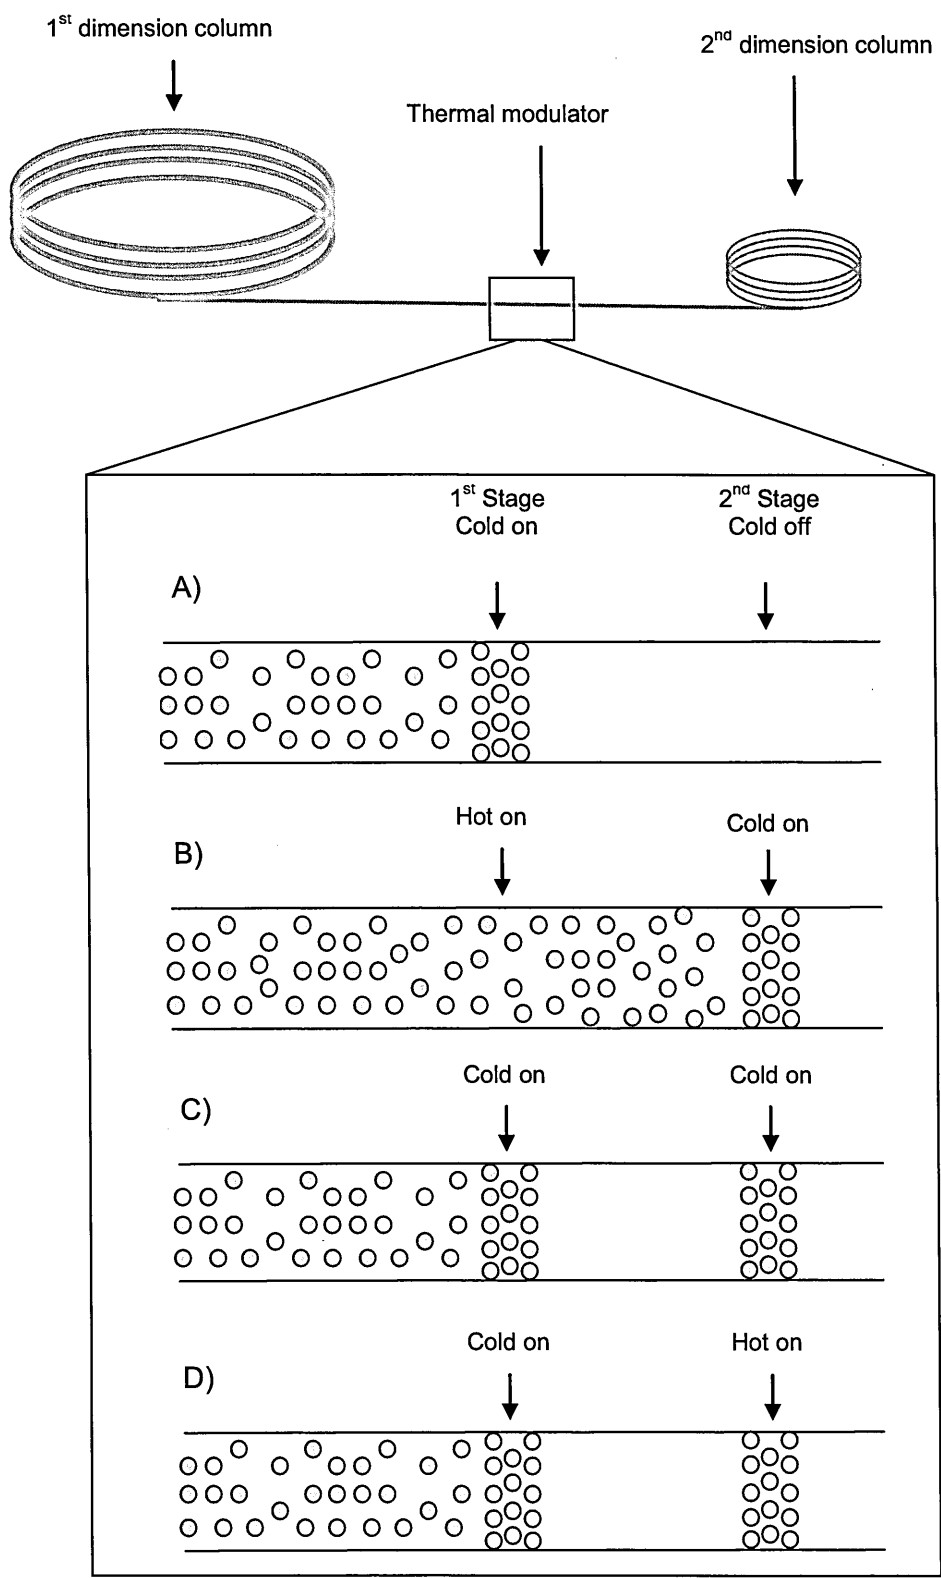 1st dimension column
2nd dimension column
Thermal modulator
1st Stage
Cold on
2nd Stage
Cold off
A)
Hot on
Cold on
B)
Cold on
Cold on
C)
Cold on
Hot on
D)